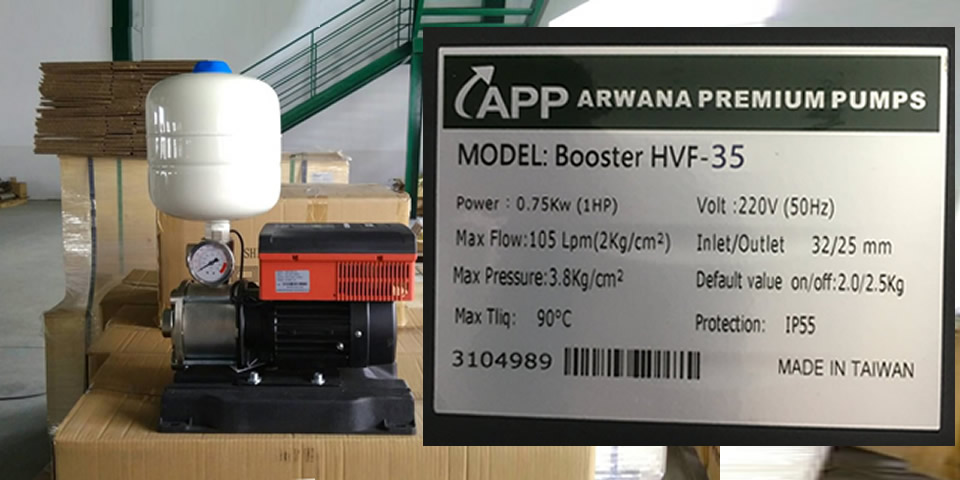 APP ARWANA PREMIUM PUMPS
MODEL: Booster HVF-35
Power : 0.75Kw (1HP) Volt :220V (50Hz)
Max Flow:105 Lpm(2Kg/cm²) Inlet/Outlet 32/25 mm
Max Pressure:3.8Kg/cm² Default value on/off:2.0/2.5Kg
Max Tliq: 90°C Protection: IP55
3104989 MADE IN TAIWAN